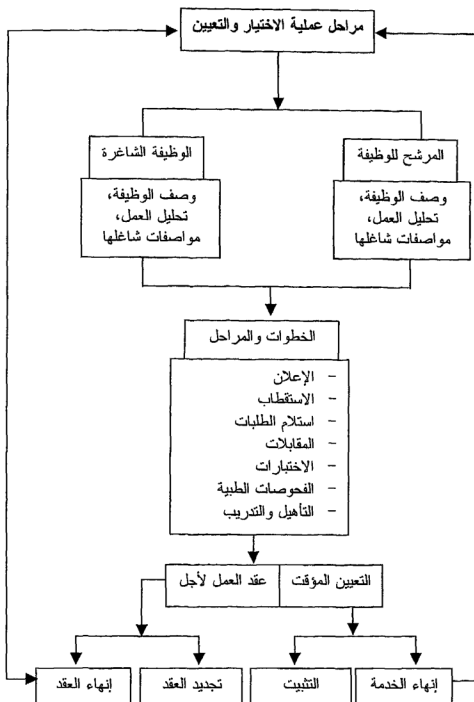 مراحل عملية الاختيار والتعيين
المرشح للوظيفة
وصف الوظيفة،
تحليل العمل،
مواصفات شاغلها
الوظيفة الشاغرة
وصف الوظيفة،
تحليل العمل،
مواصفات شاغلها
الخطوات والمراحل
- الإعلان
- الاستقطاب
- استلام الطلبات
- المقابلات
- الاختبارات
- الفحوصات الطبية
- التأهيل والتدريب
التعيين المؤقت
عقد العمل لأجل
إنهاء الخدمة
التثبيت
تجديد العقد
إنهاء العقد